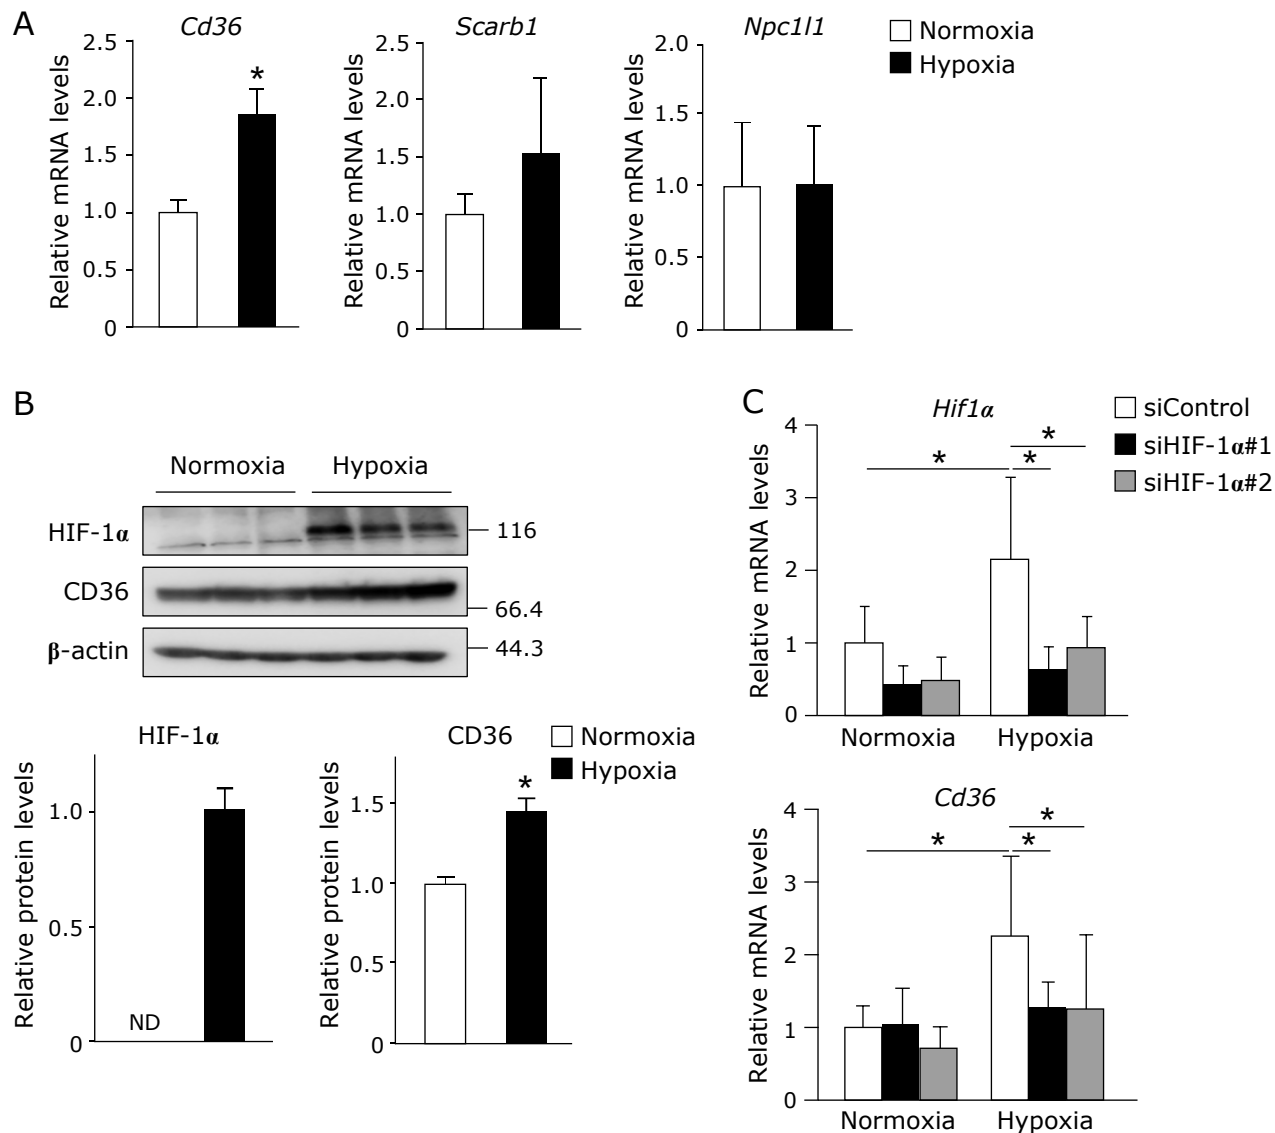 A
Cd36
Scarb1
Npc1l1
Normoxia
Hypoxia
Relative mRNA levels
2.5
2.0
1.5
1.0
0.5
0
*
Relative mRNA levels
2.5
2.0
1.5
1.0
0.5
0
Relative mRNA levels
2.0
1.5
1.0
0.5
0
B
Normoxia Hypoxia
HIF-1α
116
CD36
66.4
β-actin
44.3
HIF-1α
Relative protein levels
1.0
0.5
0
ND
CD36
Normoxia
Hypoxia
Relative protein levels
1.5
1.0
0.5
0
*
C
Hif1α
siControl
siHIF-1α#1
siHIF-1α#2
Relative mRNA levels
4
3
2
1
0
*
*
*
Normoxia Hypoxia
Cd36
Relative mRNA levels
4
3
2
1
0
*
*
*
Normoxia Hypoxia